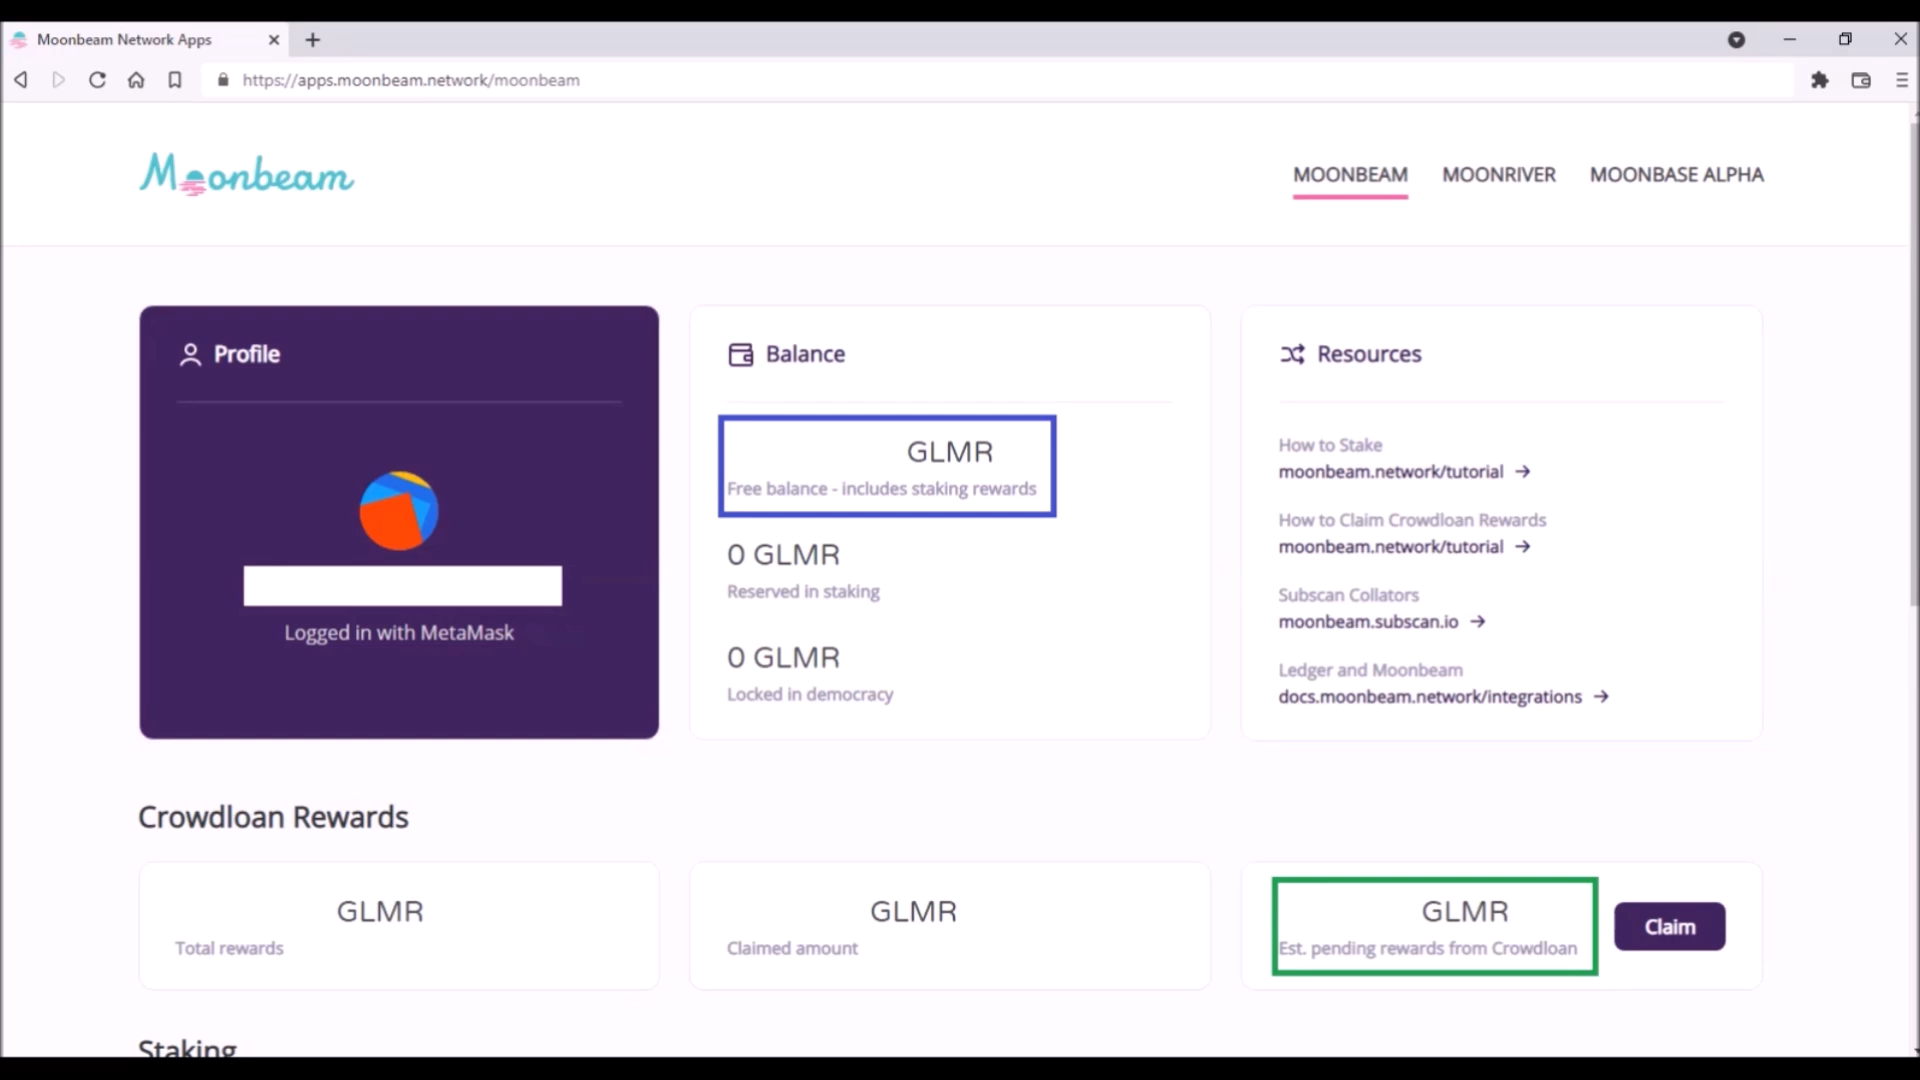 Moonbeam Network Apps
https://apps.moonbeam.network/moonbeam
Moonbeam
MOONBEAM MOONRIVER MOONBASE ALPHA
Profile
Logged in with MetaMask
Balance
GLMR
Free balance - includes staking rewards
0 GLMR
Reserved in staking
0 GLMR
Locked in democracy
Resources
How to Stake
moonbeam.network/tutorial →
How to Claim Crowdloan Rewards
moonbeam.network/tutorial →
Subscan Collators
moonbeam.subscan.io →
Ledger and Moonbeam
docs.moonbeam.network/integrations →
Crowdloan Rewards
GLMR
Total rewards
GLMR
Claimed amount
GLMR
Est. pending rewards from Crowdloan
Claim
Staking